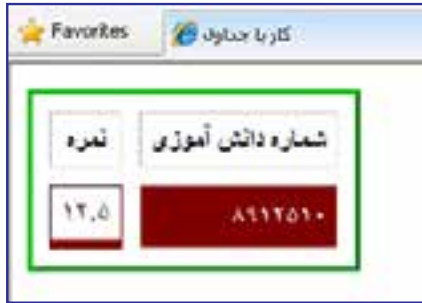 Favorites
کار با جداول
شماره دانش آموزی نمره
۸۹۱۲۵۱۰ ۱۲,۵